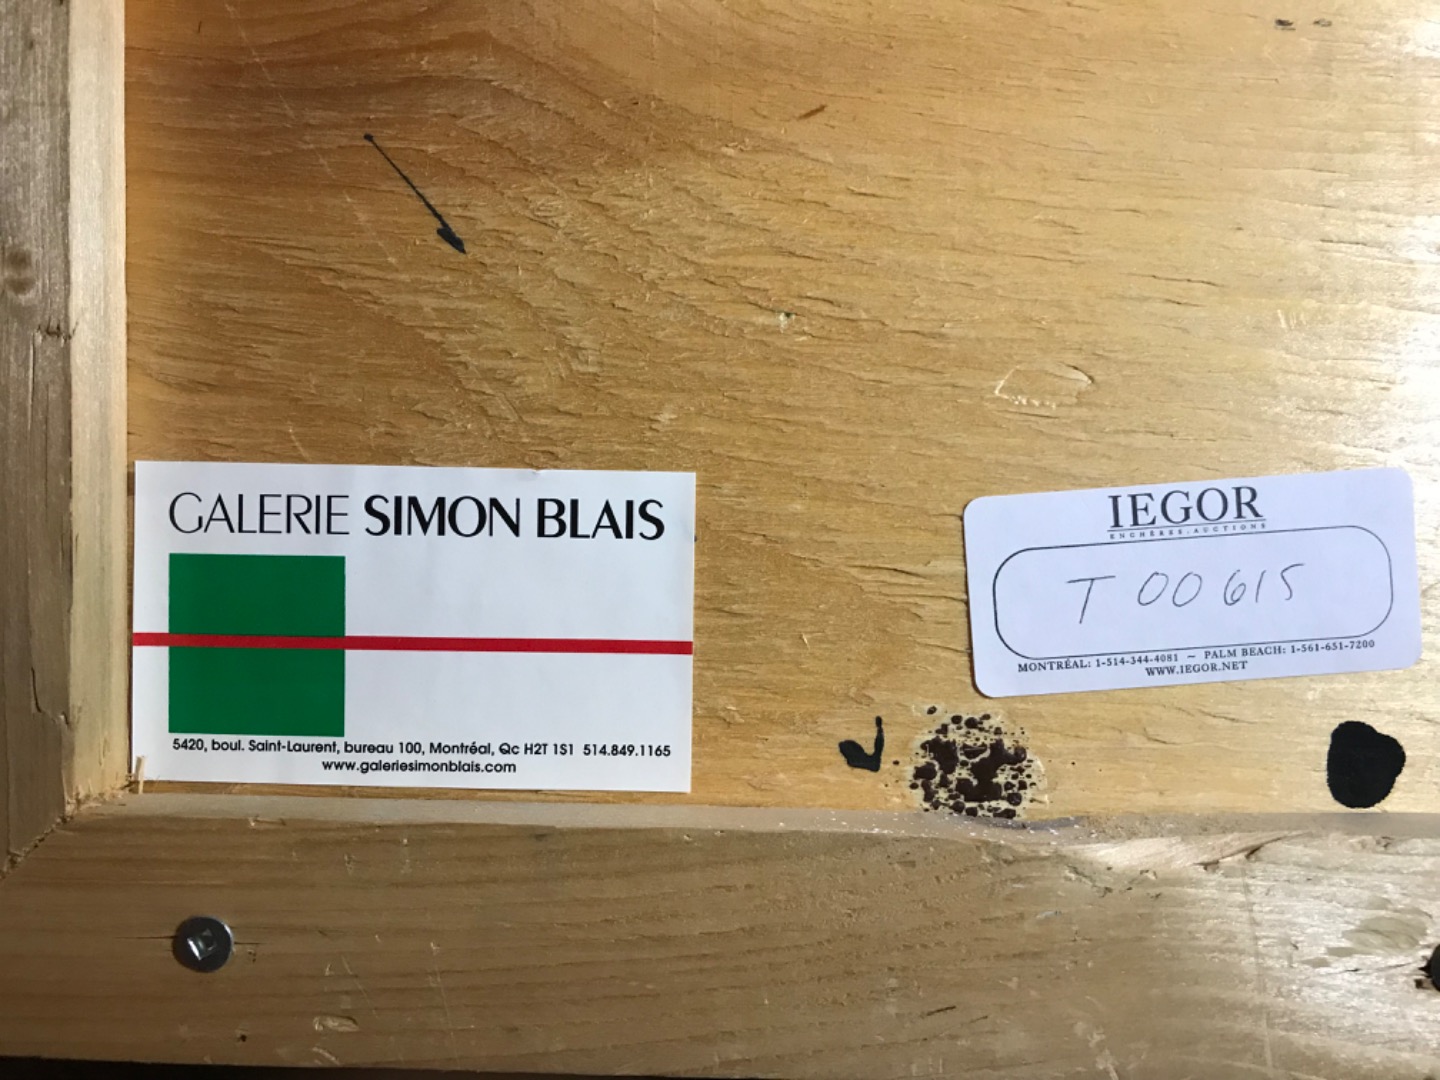 GALERIE SIMON BLAIS
5420, boul. Saint-Laurent, bureau 100, Montréal, Qc H2T 1S1 514.849.1165
www.galeriesimonblais.com
IEGOR
ENCHÈRES-AUCTIONS
T 00615
MONTRÉAL: 1-514-344-4081 ~ PALM BEACH: 1-561-651-7200
WWW.IEGOR.NET